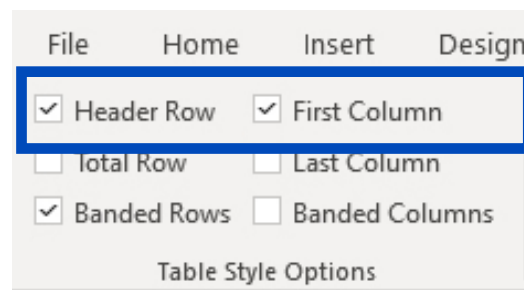 File Home Insert Design
Header Row First Column
Total Row Last Column
Banded Rows Banded Columns
Table Style Options